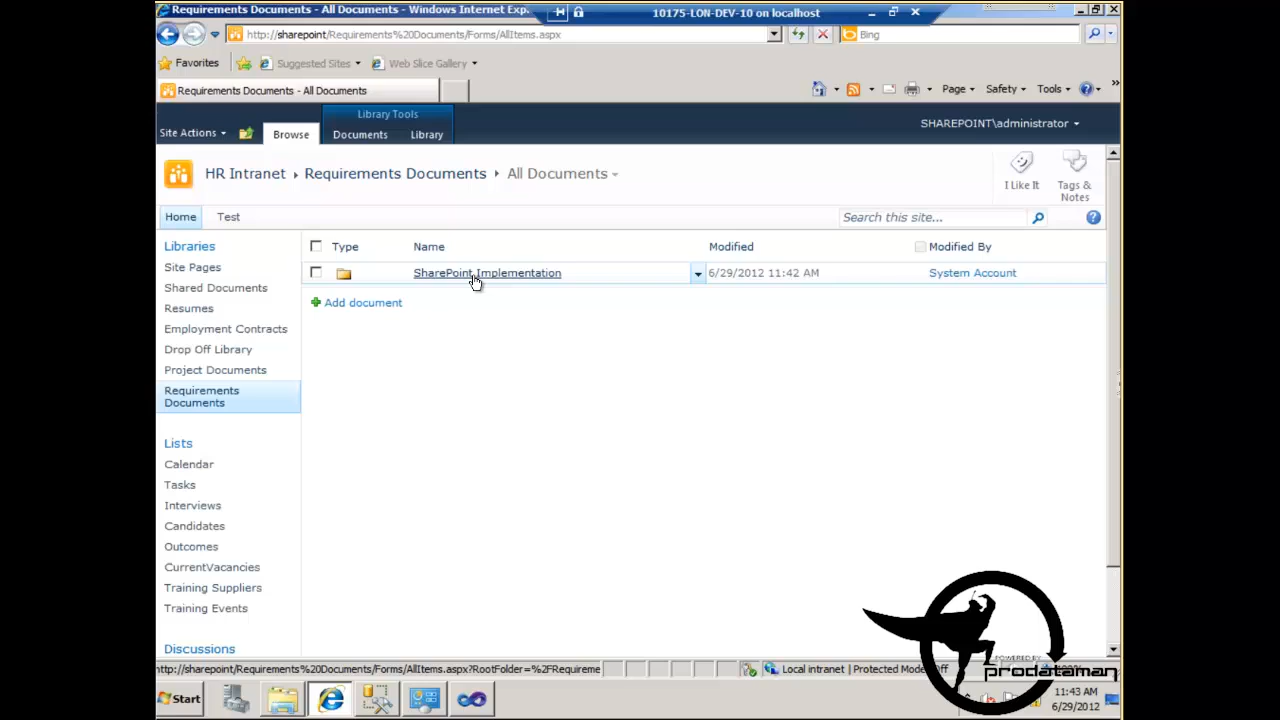 Requirements Documents - All Documents - Windows Internet Exp.
10175-LON-DEV-10 on localhost
http://sharepoint/Requirements%20Documents/Forms/AllItems.aspx
Bing
Favorites
Suggested Sites
Web Slice Gallery
Requirements Documents - All Documents
Page
Safety
Tools
Library Tools
Site Actions
Browse
Documents
Library
SHAREPOINT\administrator
HR Intranet
Requirements Documents
All Documents
I Like It
Tags &
Notes
Home
Test
Search this site...
Libraries
Site Pages
Shared Documents
Resumes
Employment Contracts
Drop Off Library
Project Documents
Requirements
Documents
Lists
Calendar
Tasks
Interviews
Candidates
Outcomes
CurrentVacancies
Training Suppliers
Training Events
Discussions
Type
Name
Modified
Modified By
SharePoint Implementation
6/29/2012 11:42 AM
System Account
Add document
http://sharepoint/Requirements%20Documents/Forms/AllItems.aspx?RootFolder=%2FRequireme
Local intranet | Protected Mode: Off
POWERED BY
prodataman
Start
11:43 AM
6/29/2012